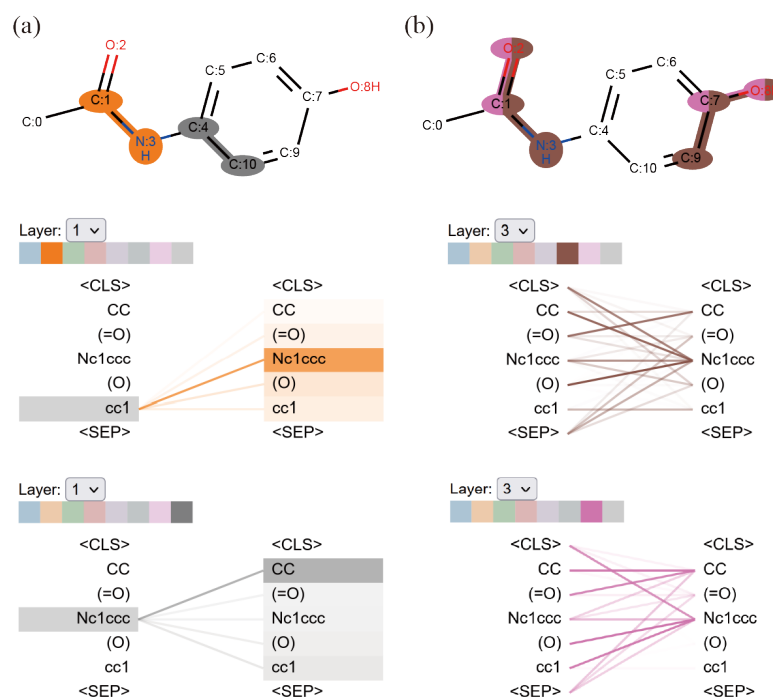 (a)
O:2
C:0
C:1
N:3
H
C:4
C:5
C:6
C:7
O:8H
C:9
C:10
Layer: 1
<CLS> <CLS>
CC CC
(=O) (=O)
Nc1ccc Nc1ccc
(O) (O)
cc1 cc1
<SEP> <SEP>
Layer: 1
<CLS> <CLS>
CC CC
(=O) (=O)
Nc1ccc Nc1ccc
(O) (O)
cc1 cc1
<SEP> <SEP>
(b)
O:2
C:0
C:1
N:3
H
C:4
C:5
C:6
C:7
C:9
C:10
Layer: 3
<CLS> <CLS>
CC CC
(=O) (=O)
Nc1ccc Nc1ccc
(O) (O)
cc1 cc1
<SEP> <SEP>
Layer: 3
<CLS> <CLS>
CC CC
(=O) (=O)
Nc1ccc Nc1ccc
(O) (O)
cc1 cc1
<SEP> <SEP>